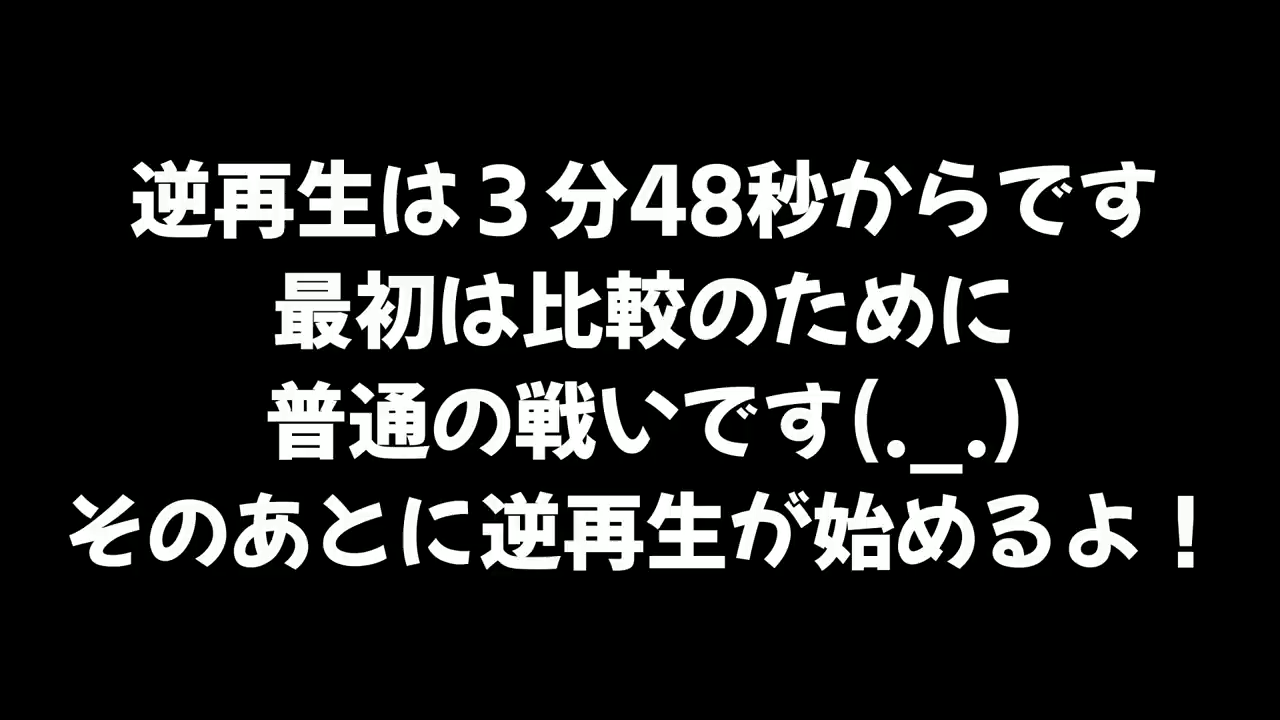 逆再生は３分48秒からです
最初は比較のために
普通の戦いです(._.)
そのあとに逆再生が始めるよ！